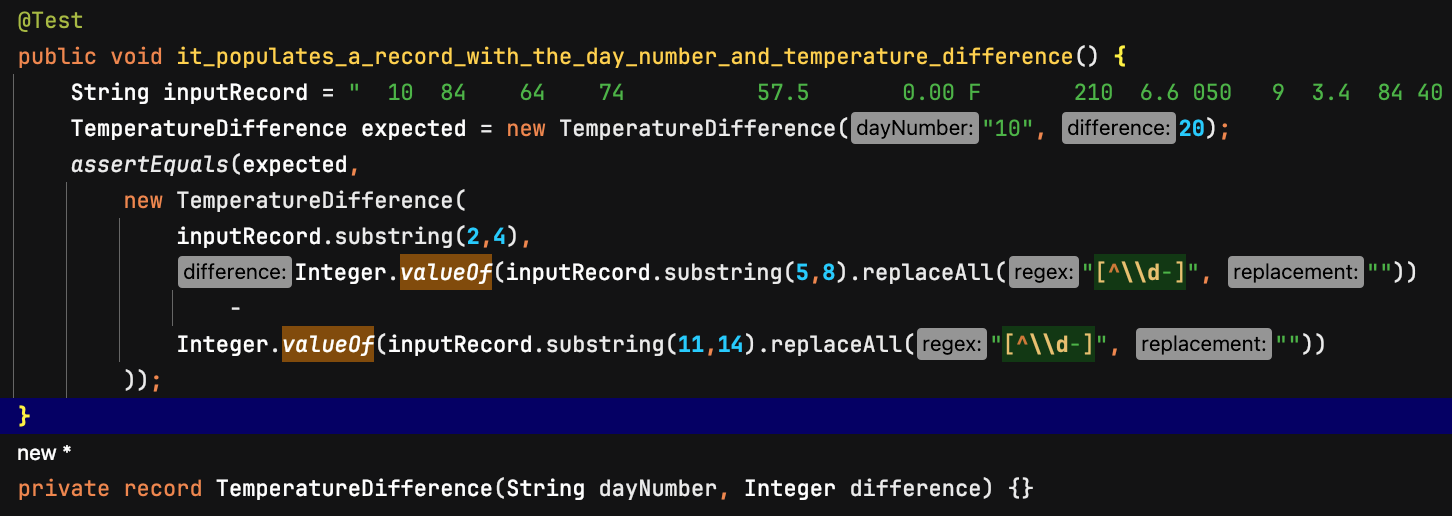 @Test
public void it_populates_a_record_with_the_day_number_and_temperature_difference() {
    String inputRecord = "  10  84    64    74          57.5       0.00 F       210  6.6 050   9  3.4  84 40
    TemperatureDifference expected = new TemperatureDifference( dayNumber: "10", difference: 20);
    assertEquals(expected,
        new TemperatureDifference(
            inputRecord.substring(2,4),
            difference: Integer.valueOf(inputRecord.substring(5,8).replaceAll( regex: "[^\\d-]", replacement: ""))
                -
            Integer.valueOf(inputRecord.substring(11,14).replaceAll( regex: "[^\\d-]", replacement: ""))
        ));
}
new *
private record TemperatureDifference(String dayNumber, Integer difference) {}